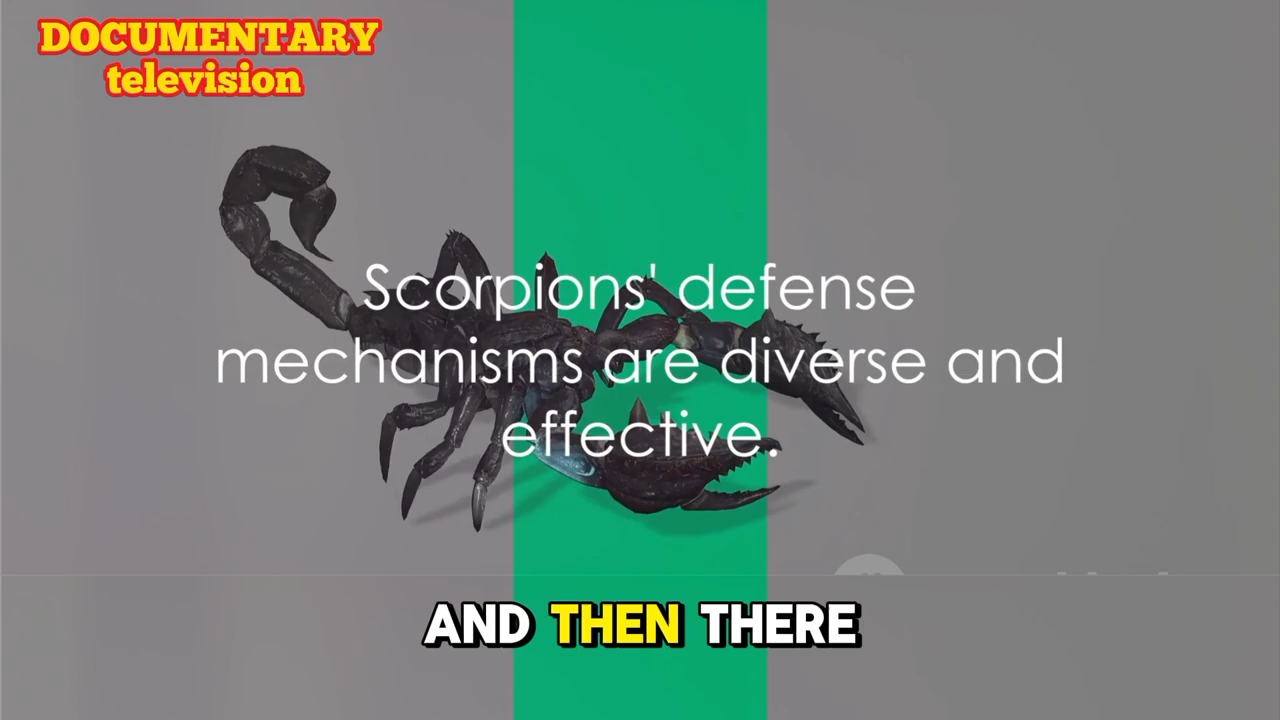 DOCUMENTARY
television
Scorpions' defense
mechanisms are diverse and
effective.
AND THEN THERE